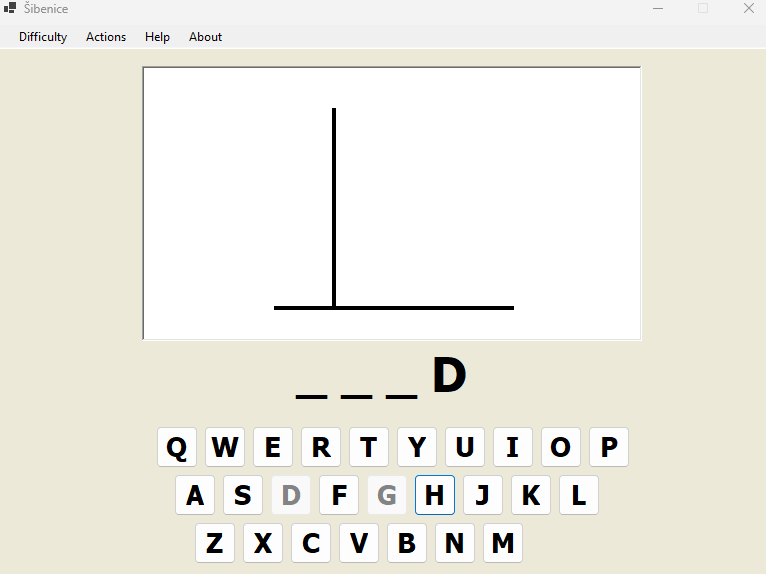 Šibenice
Difficulty Actions Help About
_ _ _ D
Q W E R T Y U I O P
A S D F G H J K L
Z X C V B N M